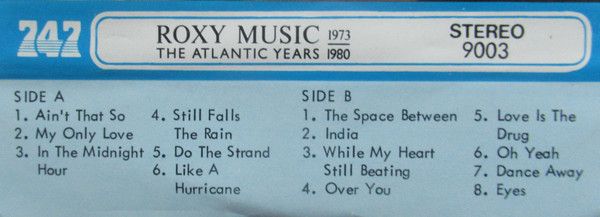 747
ROXY MUSIC 1973
THE ATLANTIC YEARS 1980
STEREO
9003
SIDE A
1. Ain't That So
2. My Only Love
3. In The Midnight
Hour
4. Still Falls
The Rain
5. Do The Strand
6. Like A
Hurricane
SIDE B
1. The Space Between
2. India
3. While My Heart
Still Beating
4. Over You
5. Love Is The
Drug
6. Oh Yeah
7. Dance Away
8. Eyes